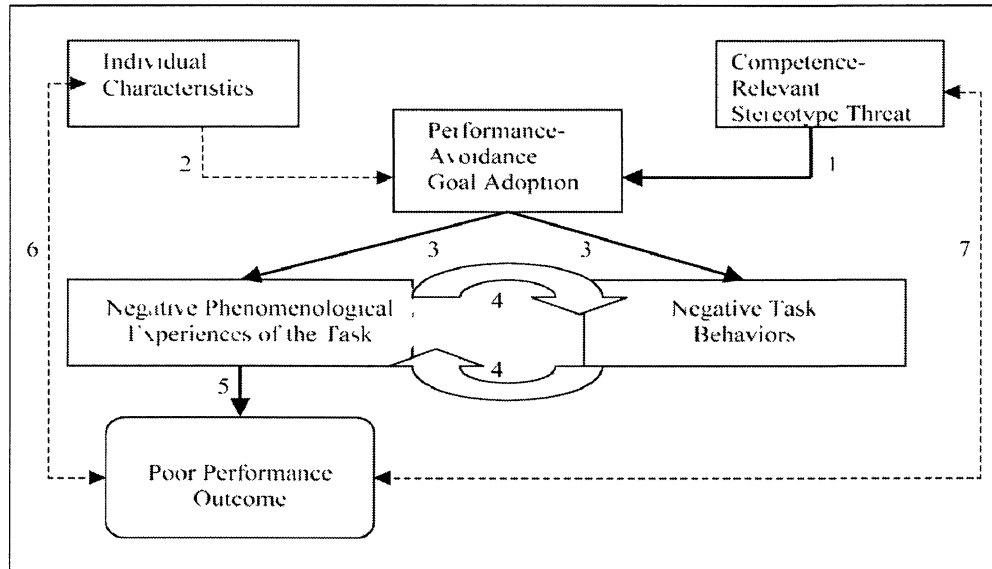 Individual
Characteristics
Competence-
Relevant
Stereotype Threat
Performance-
Avoidance
Goal Adoption
2
1
6
3
3
7
Negative Phenomenological
Experiences of the Task
4
Negative Task
Behaviors
4
5
Poor Performance
Outcome